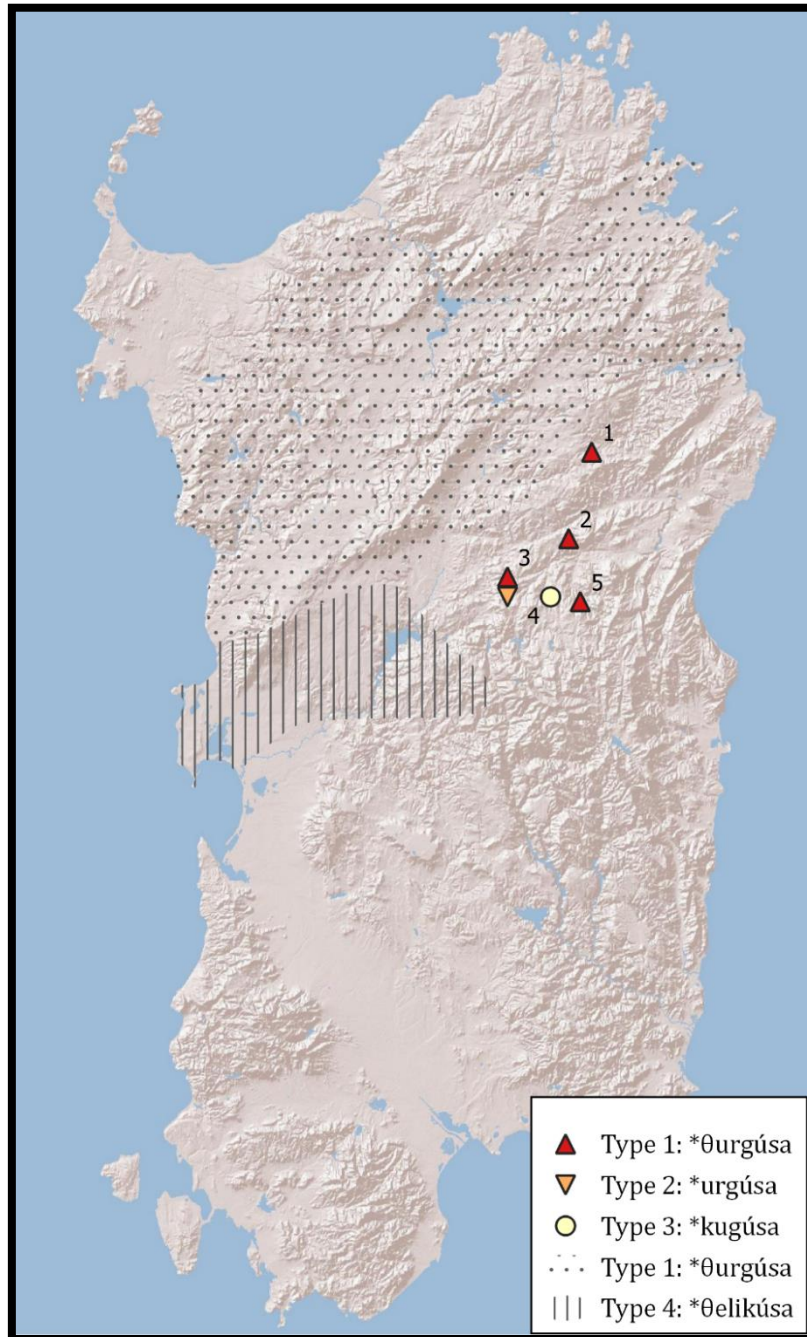 1
2
3
5
4
Type 1: *θurgúsa
Type 2: *urgúsa
Type 3: *kugúsa
Type 1: *θurgúsa
Type 4: *θelikúsa